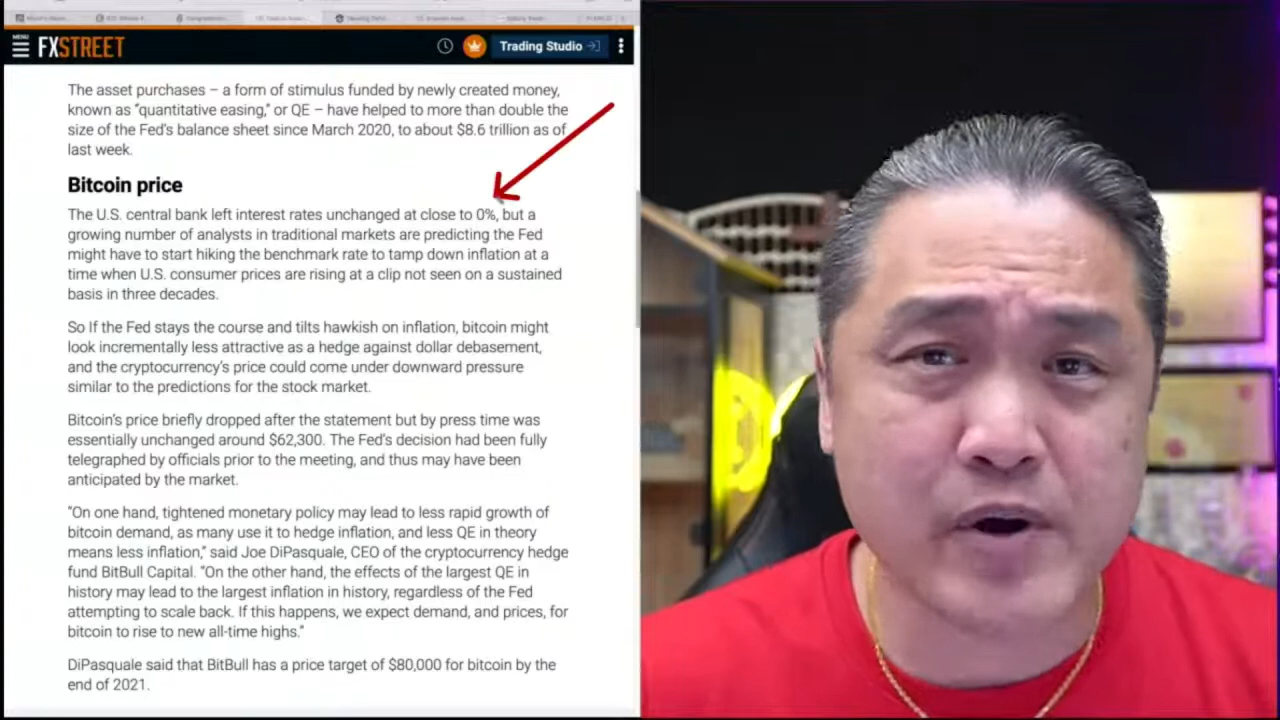 MENU
FXSTREET
Trading Studio
The asset purchases – a form of stimulus funded by newly created money,
known as “quantitative easing,” or QE – have helped to more than double the
size of the Fed’s balance sheet since March 2020, to about $8.6 trillion as of
last week.
Bitcoin price
The U.S. central bank left interest rates unchanged at close to 0%, but a
growing number of analysts in traditional markets are predicting the Fed
might have to start hiking the benchmark rate to tamp down inflation at a
time when U.S. consumer prices are rising at a clip not seen on a sustained
basis in three decades.
So If the Fed stays the course and tilts hawkish on inflation, bitcoin might
look incrementally less attractive as a hedge against dollar debasement,
and the cryptocurrency’s price could come under downward pressure
similar to the predictions for the stock market.
Bitcoin’s price briefly dropped after the statement but by press time was
essentially unchanged around $62,300. The Fed’s decision had been fully
telegraphed by officials prior to the meeting, and thus may have been
anticipated by the market.
“On one hand, tightened monetary policy may lead to less rapid growth of
bitcoin demand, as many use it to hedge inflation, and less QE in theory
means less inflation,” said Joe DiPasquale, CEO of the cryptocurrency hedge
fund BitBull Capital. “On the other hand, the effects of the largest QE in
history may lead to the largest inflation in history, regardless of the Fed
attempting to scale back. If this happens, we expect demand, and prices, for
bitcoin to rise to new all-time highs.”
DiPasquale said that BitBull has a price target of $80,000 for bitcoin by the
end of 2021.